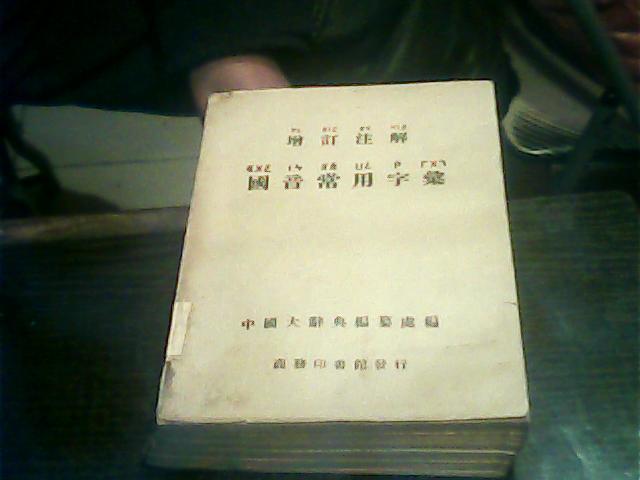 增訂注解
國音常用字彙
中國大辭典編纂處編
商務印書館發行